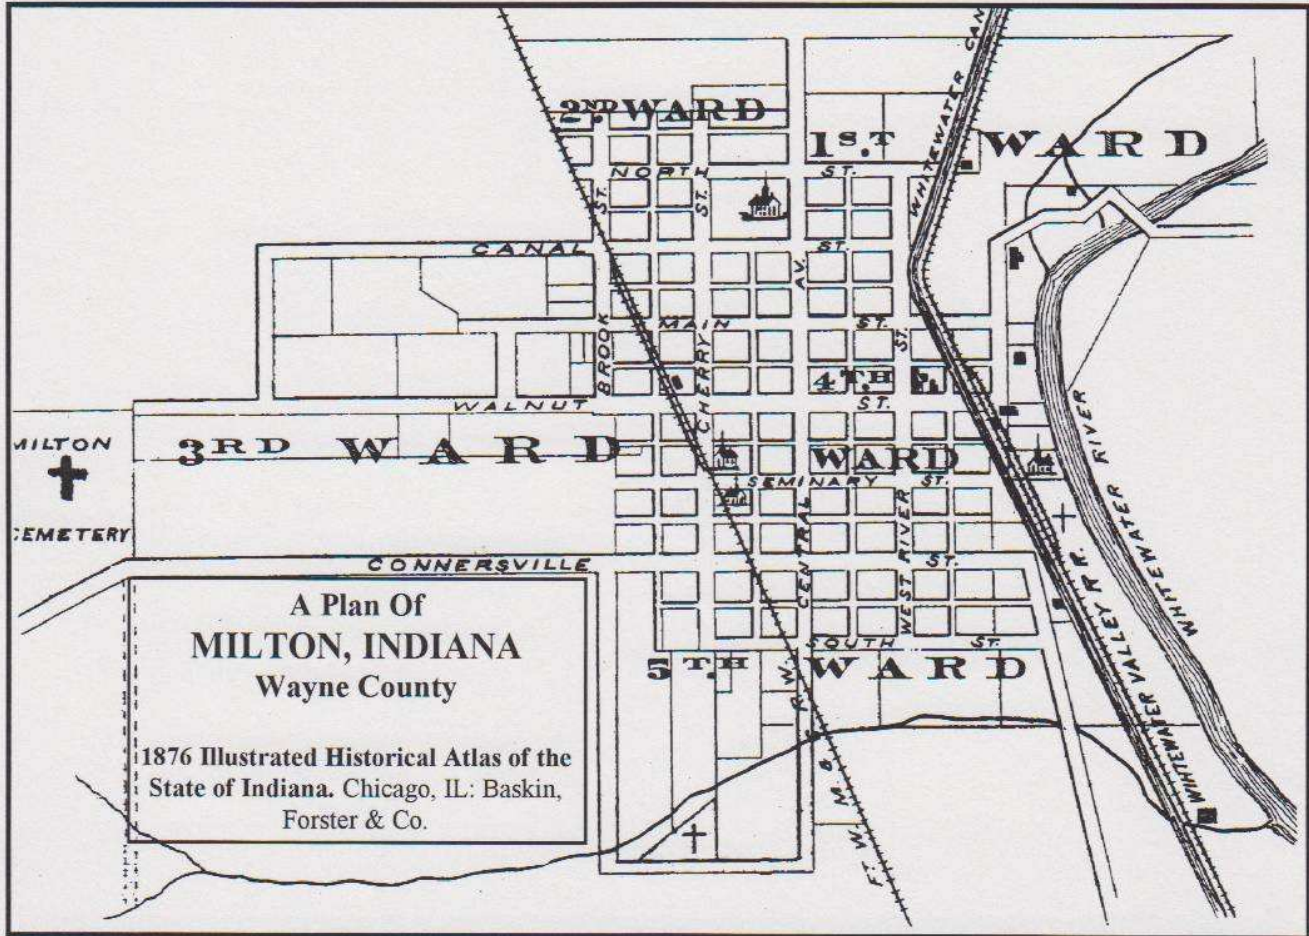 WHITEWATER CAN
2ND. WARD
1S.T WARD
NORTH ST.
ST.
ST.
CANAL ST.
AV.
MAIN ST.
BROOK
CHERRY
ST.
4TH.
WALNUT ST.
MILTON
CEMETERY
3RD WARD
WARD
SEMINARY ST.
CENTRAL
WEST RIVER
WHITEWATER RIVER
CONNERSVILLE ST.
WHITEWATER VALLEY R.R.
SOUTH ST.
5TH. WARD
F. W. M. & R. W.
A Plan Of
MILTON, INDIANA
Wayne County
1876 Illustrated Historical Atlas of the
State of Indiana. Chicago, IL: Baskin,
Forster & Co.